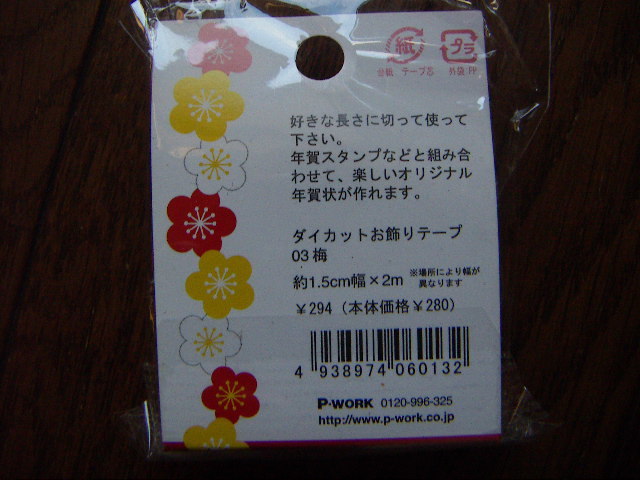 紙 プラ
台紙 テープ芯 外袋 PP
好きな長さに切って使って
下さい。
年賀スタンプなどと組み合
わせて、楽しいオリジナル
年賀状が作れます。
ダイカットお飾りテープ
03梅
約1.5cm幅×2m ※場所により幅が
異なります
￥294（本体価格￥280）
4 938974 060132
P-WORK 0120-996-325
http://www.p-work.co.jp